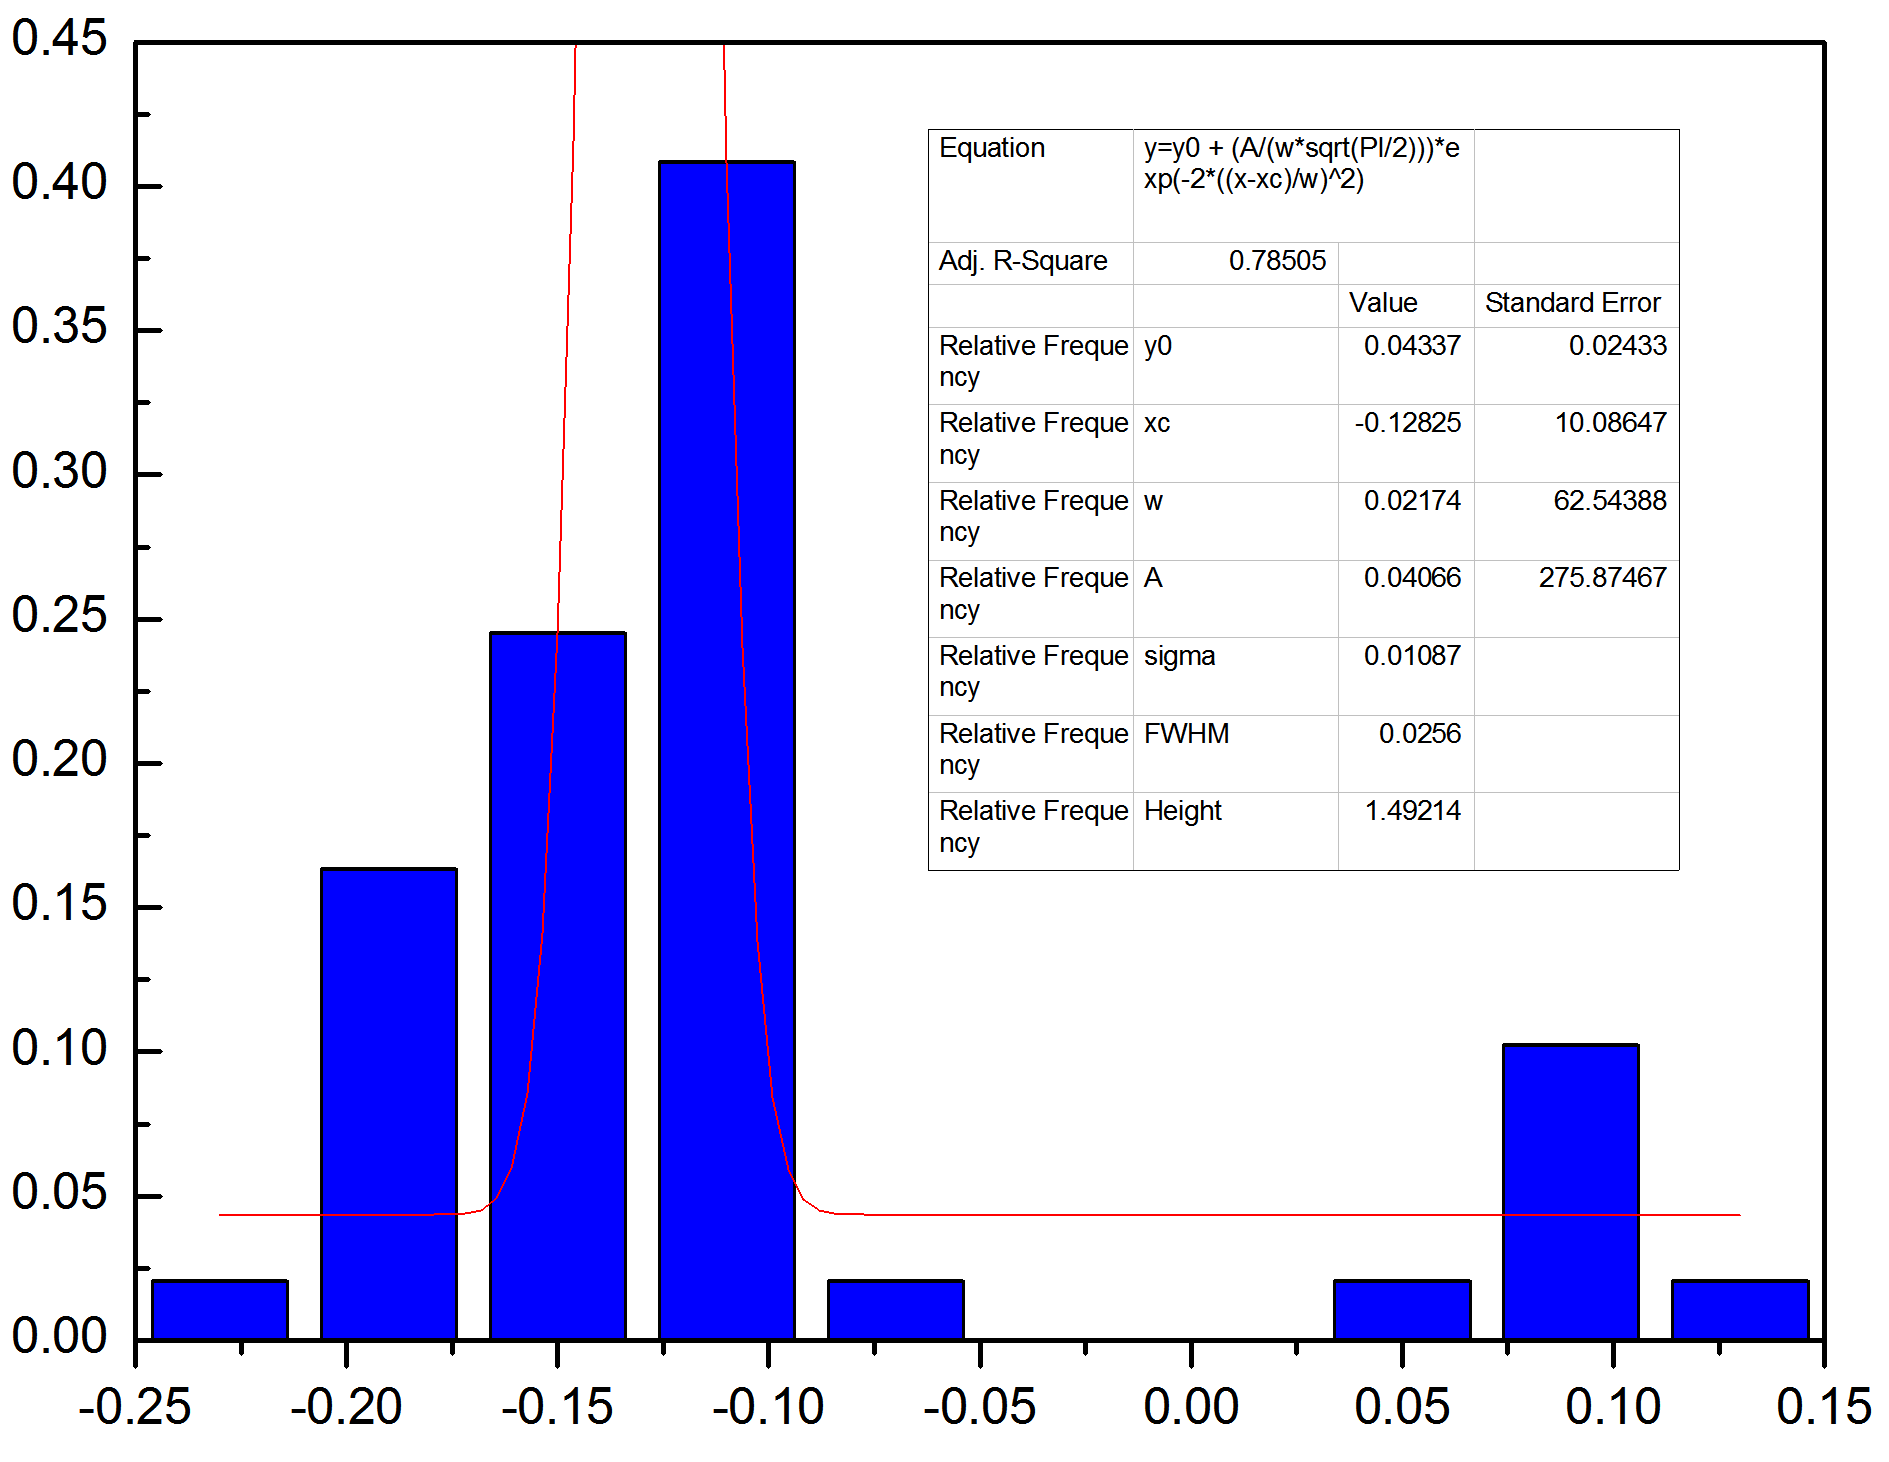 0.45
0.40
0.35
0.30
0.25
0.20
0.15
0.10
0.05
0.00
-0.25 -0.20 -0.15 -0.10 -0.05 0.00 0.05 0.10 0.15
Equation y=y0 + (A/(w*sqrt(PI/2)))*e
xp(-2*((x-xc)/w)^2)
Adj. R-Square 0.78505
Value Standard Error
Relative Freque y0 0.04337 0.02433
ncy
Relative Freque xc -0.12825 10.08647
ncy
Relative Freque w 0.02174 62.54388
ncy
Relative Freque A 0.04066 275.87467
ncy
Relative Freque sigma 0.01087
ncy
Relative Freque FWHM 0.0256
ncy
Relative Freque Height 1.49214
ncy